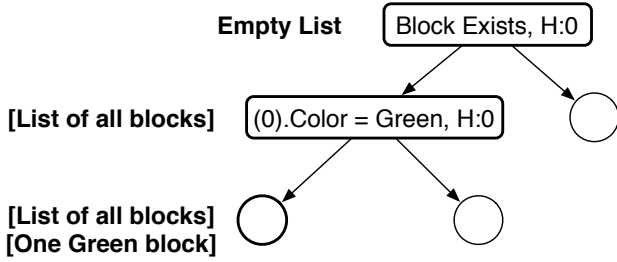 Empty List
Block Exists, H:0
[List of all blocks]
(0).Color = Green, H:0
[List of all blocks]
[One Green block]